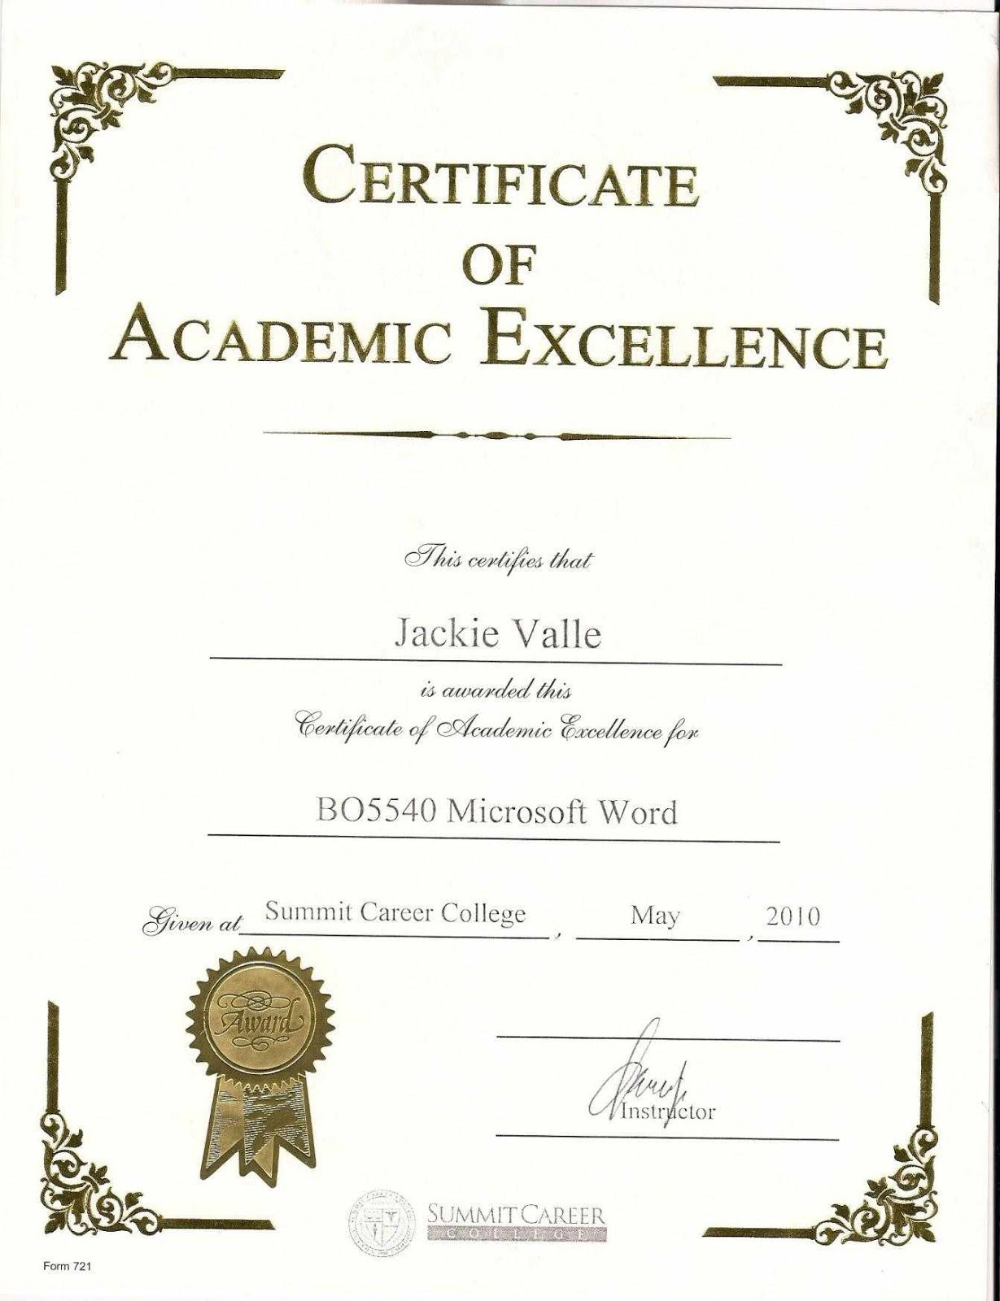 CERTIFICATE
OF
ACADEMIC EXCELLENCE
This certifies that
Jackie Valle
is awarded this
Certificate of Academic Excellence for
BO5540 Microsoft Word
Given at Summit Career College, May, 2010
Award
Instructor
SUMMIT CAREER
COLLEGE
Form 721